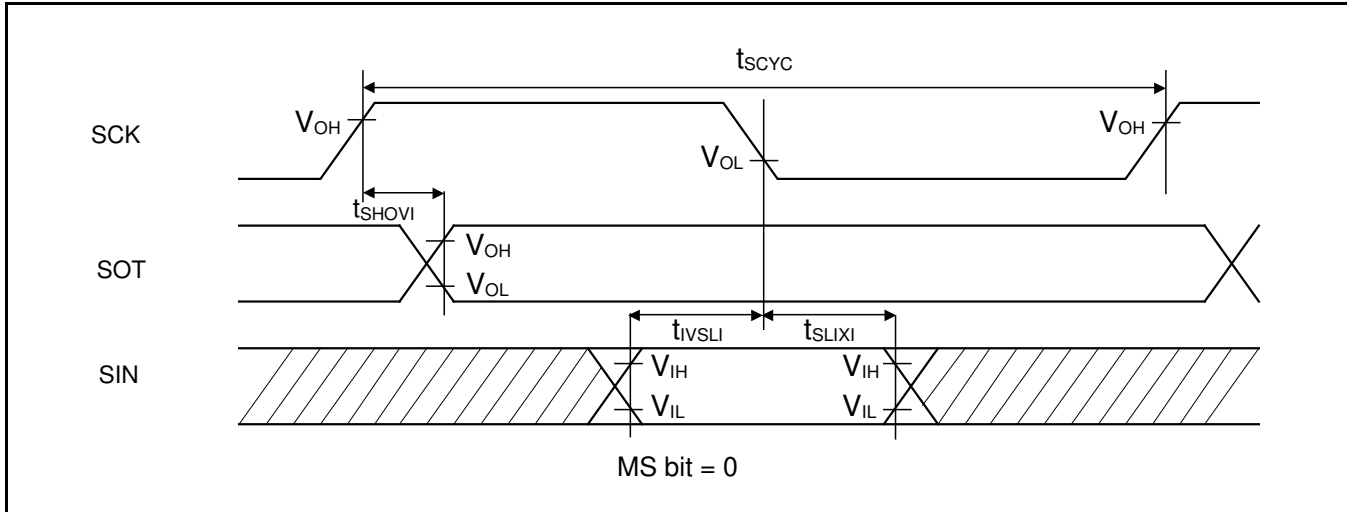 tSCYC
SCK
VOH
VOH
VOL
tSHOVI
SOT
VOH
VOL
tIVSLI
tSLIXI
SIN
VIH
VIH
VIL
VIL
MS bit = 0